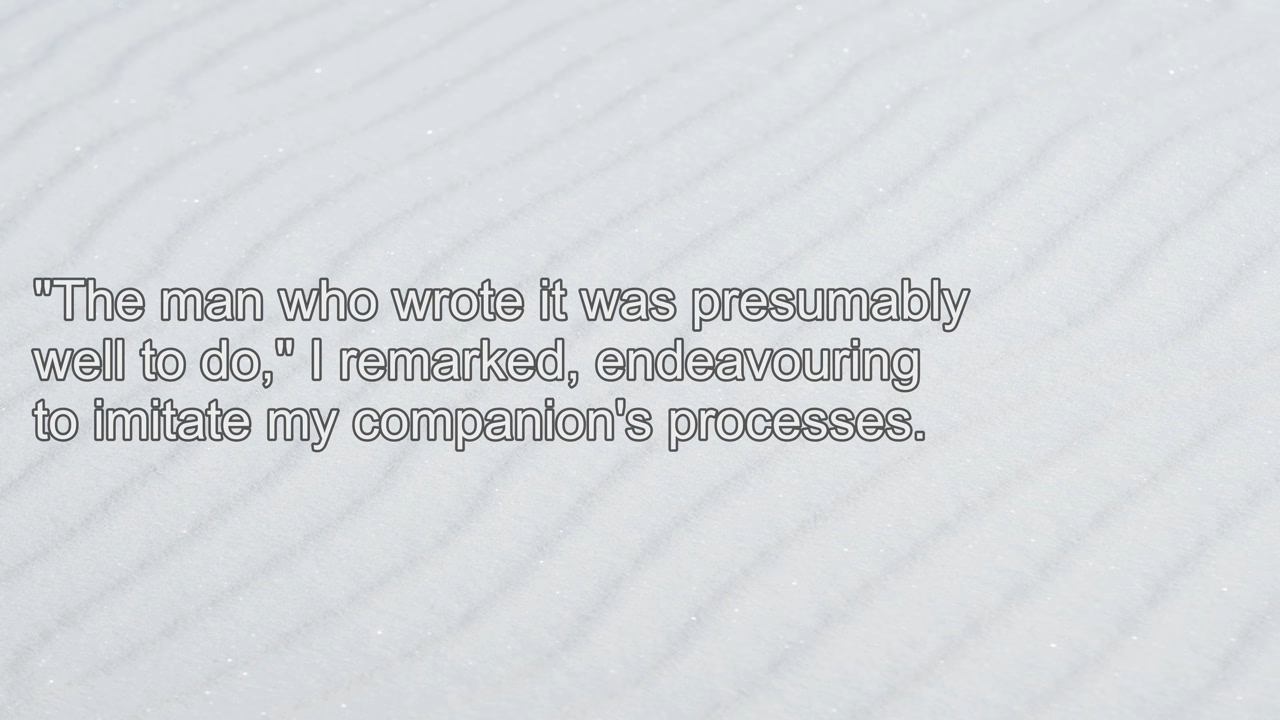 "The man who wrote it was presumably
well to do," I remarked, endeavouring
to imitate my companion's processes.